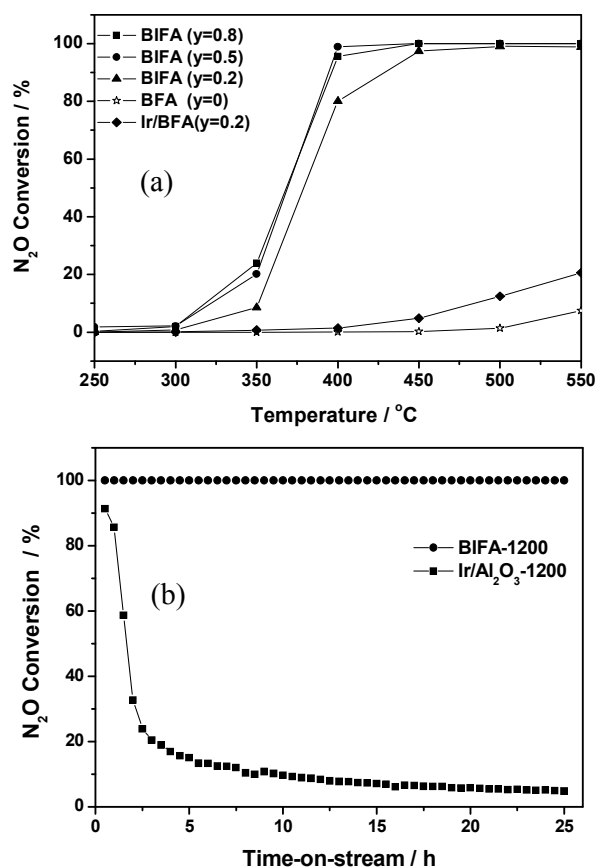 100
80
60
40
20
0
N₂O Conversion / %
BIFA (y=0.8)
BIFA (y=0.5)
BIFA (y=0.2)
BFA (y=0)
Ir/BFA(y=0.2)
(a)
250 300 350 400 450 500 550
Temperature / °C
100
80
60
40
20
0
N₂O Conversion / %
BIFA-1200
Ir/Al₂O₃-1200
(b)
0 5 10 15 20 25
Time-on-stream / h